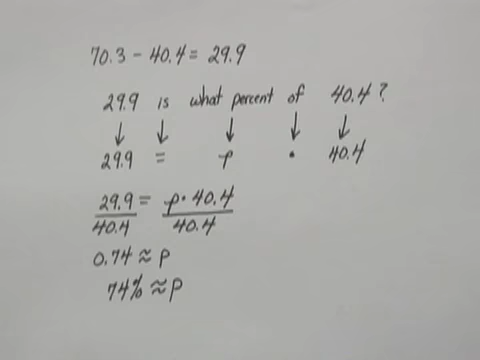 70.3 - 40.4 = 29.9
29.9 is what percent of 40.4?
↓ ↓ ↓ ↓ ↓
29.9 = p · 40.4
29.9 = p · 40.4
40.4 40.4
0.74 ≈ p
74% ≈ p